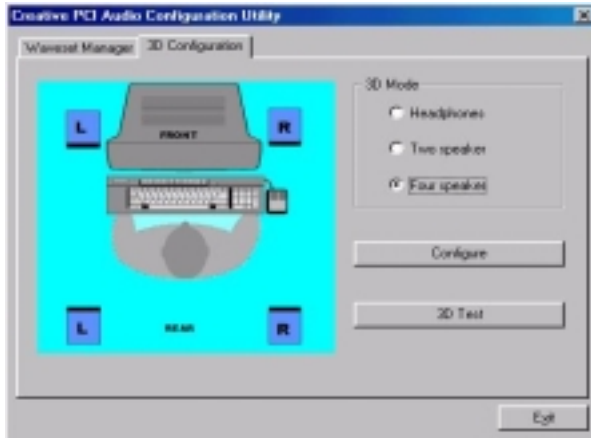 Creative PCI Audio Configuration Utility
Waveset Manager
3D Configuration
L
FRONT
R
L
REAR
R
3D Mode
Headphones
Two speaker
Four speaker
Configure
3D Test
Exit